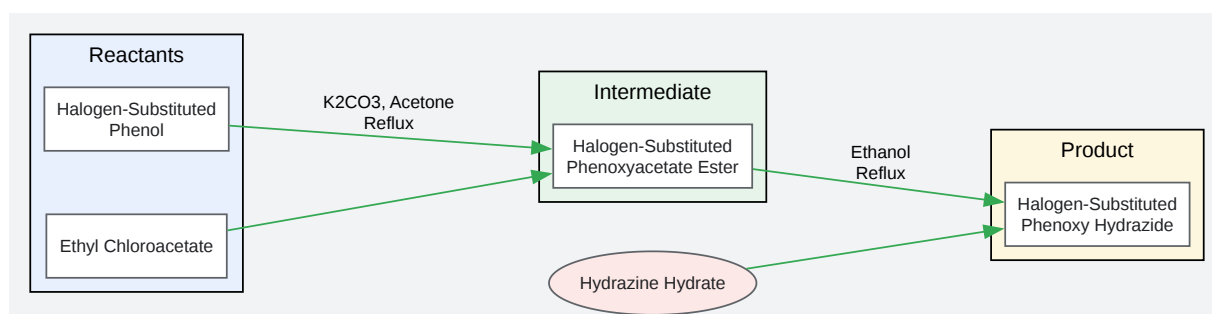 Reactants
Halogen-Substituted
Phenol
Ethyl Chloroacetate
K2CO3, Acetone
Reflux
Intermediate
Halogen-Substituted
Phenoxyacetate Ester
Hydrazine Hydrate
Ethanol
Reflux
Product
Halogen-Substituted
Phenoxy Hydrazide